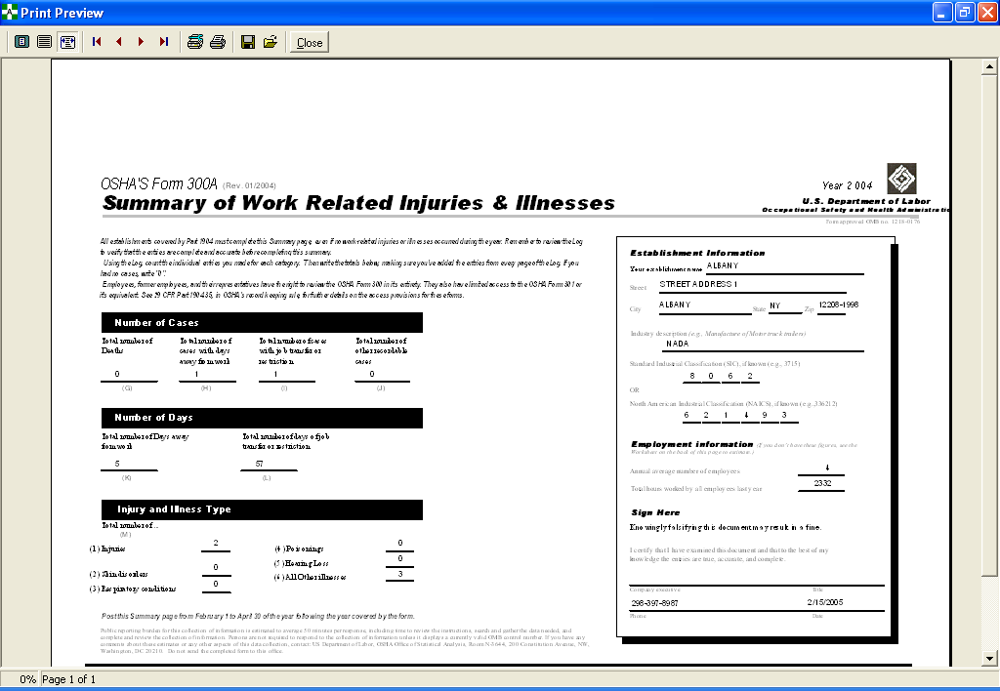 Print Preview
Close
OSHA'S Form 300A (Rev. 01/2004)
Year 2004
Summary of Work Related Injuries & Illnesses
U.S. Department of Labor
Occupational Safety and Health Administratio
Form approved OMB no. 1218-0176
All establishments covered by Part 1904 must complete this Summary page, even if no work-related injuries or illnesses occurred during the year. Remember to review the Log
to verify that the entries are complete and accurate before completing this summary.
Using the Log, count the individual entries you made for each category. Then write the totals below, making sure you've added the entries from every page of the Log. If you
had no cases, write "0".
Employees, former employees, and their representatives have the right to review the OSHA Form 300 in its entirety. They also have limited access to the OSHA Form 301 or
its equivalent. See 29 CFR Part 1904.35, in OSHA's record keeping rule, for further details on the access provisions for these forms.
Number of Cases
Total number of Deaths
Total number of cases with days away from work
Total number of cases with job transfer or restriction
Total number of other recordable cases
0 1 1 0
(G) (H) (I) (J)
Number of Days
Total number of Days away from work
Total number of days of job transfer or restriction
5 57
(K) (L)
Injury and Illness Type
Total number of...
(M)
(1) Injuries 2
(2) Skin disorders 0
(3) Respiratory conditions 0
(4) Poisonings 0
(5) Hearing Loss 0
(6) All Other illnesses 3
Post this Summary page from February 1 to April 30 of the year following the year covered by the form.
Public reporting burden for this collection of information is estimated to average 50 minutes per response, including time to review the instructions, search and gather the data needed, and
complete and review the collection of information. Persons are not required to respond to the collection of information unless it displays a currently valid OMB control number. If you have any
comments about these estimates or any other aspects of this data collection, contact: US Department of Labor, OSHA Office of Statistical Analysis, Room N-3644, 200 Constitution Avenue, NW,
Washington, DC 20210. Do not send the completed form to this office.
Establishment Information
Your establishment name ALBANY
Street STREET ADDRESS 1
City ALBANY State NY Zip 12208-1998
Industry description (e.g., Manufacture of Motor truck trailers)
NADA
Standard Industrial Classification (SIC), if known (e.g., 3715)
8 0 6 2
OR
North American Industrial Classification (NAICS), if known (e.g., 336212)
6 2 1 4 9 3
Employment information (If you don't have these figures, see the
Worksheet on the back of this page to estimate.)
Annual average number of employees 4
Total hours worked by all employees last year 2332
Sign Here
Knowingly falsifying this document may result in a fine.
I certify that I have examined this document and that to the best of my
knowledge the entries are true, accurate, and complete.
Company executive Title
298-397-8987 2/15/2005
Phone Date
0% Page 1 of 1